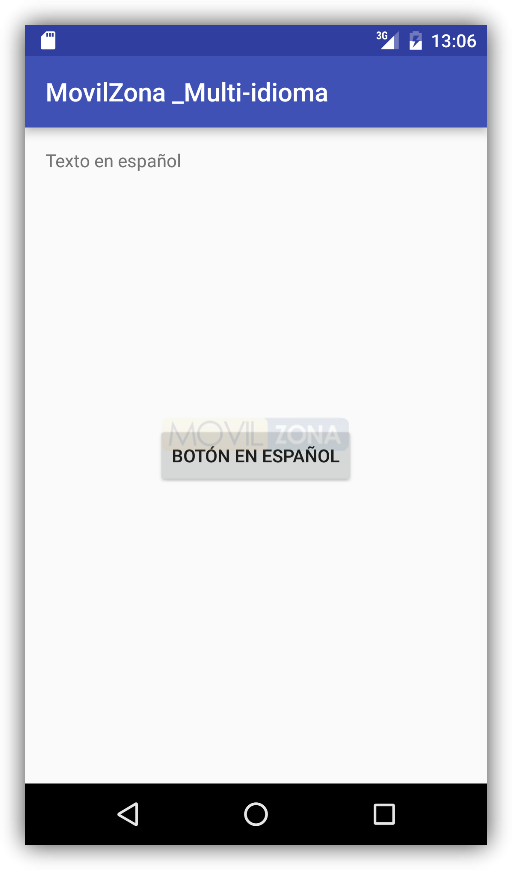 3G 13:06
MovilZona _Multi-idioma
Texto en español
MOVIL ZONA
BOTÓN EN ESPAÑOL